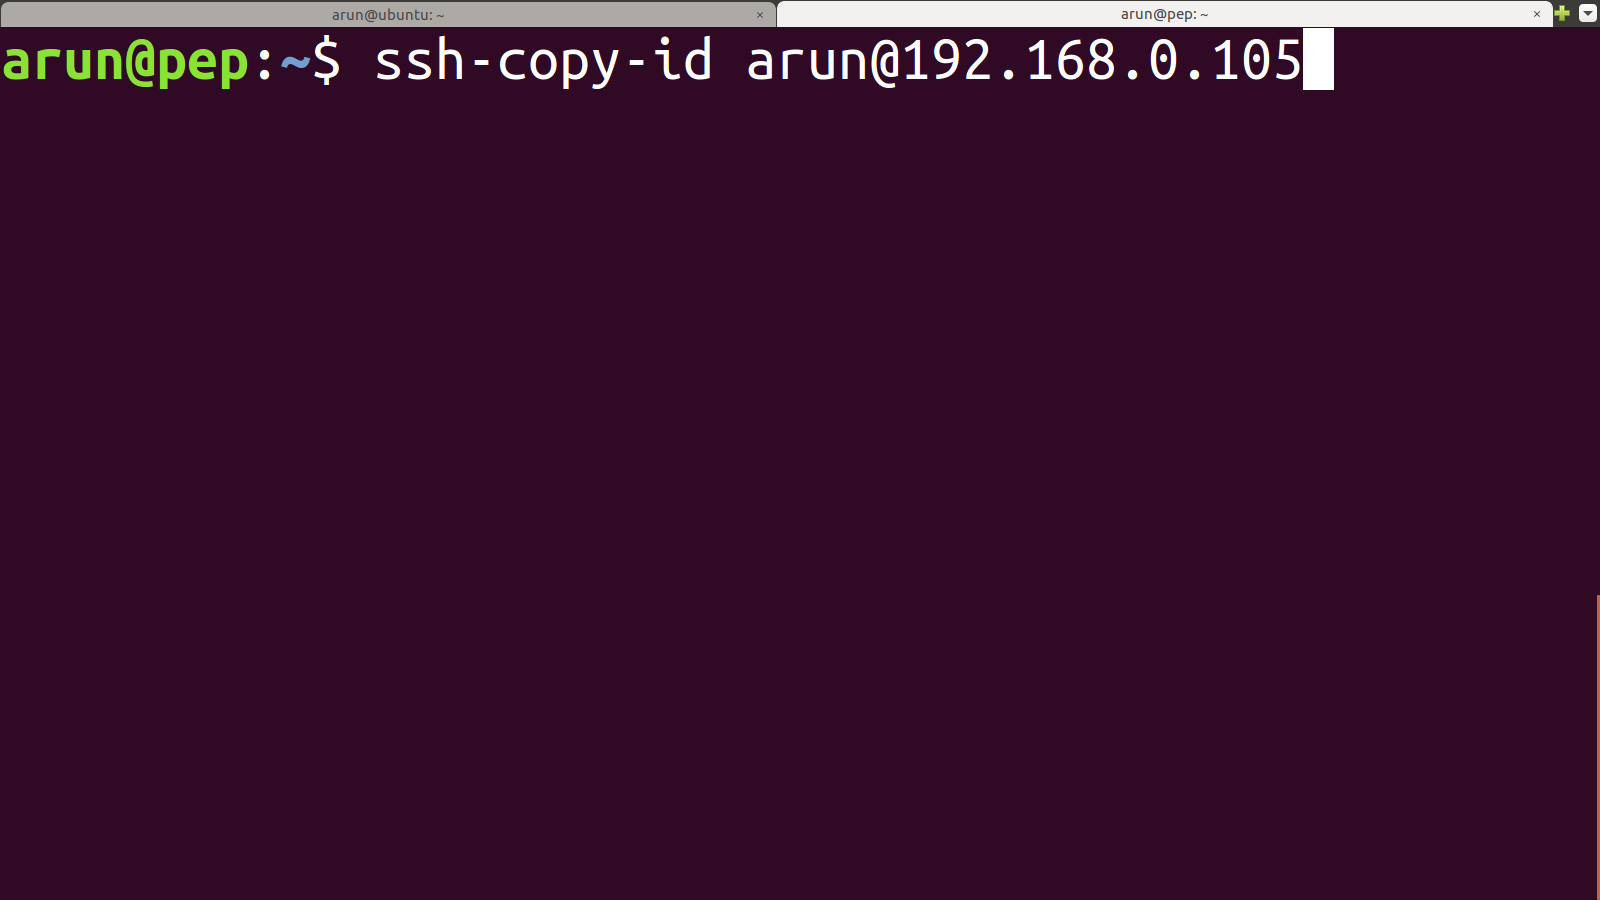 arun@ubuntu: ~ ×
arun@pep: ~ ×
arun@pep:~$ ssh-copy-id arun@192.168.0.105